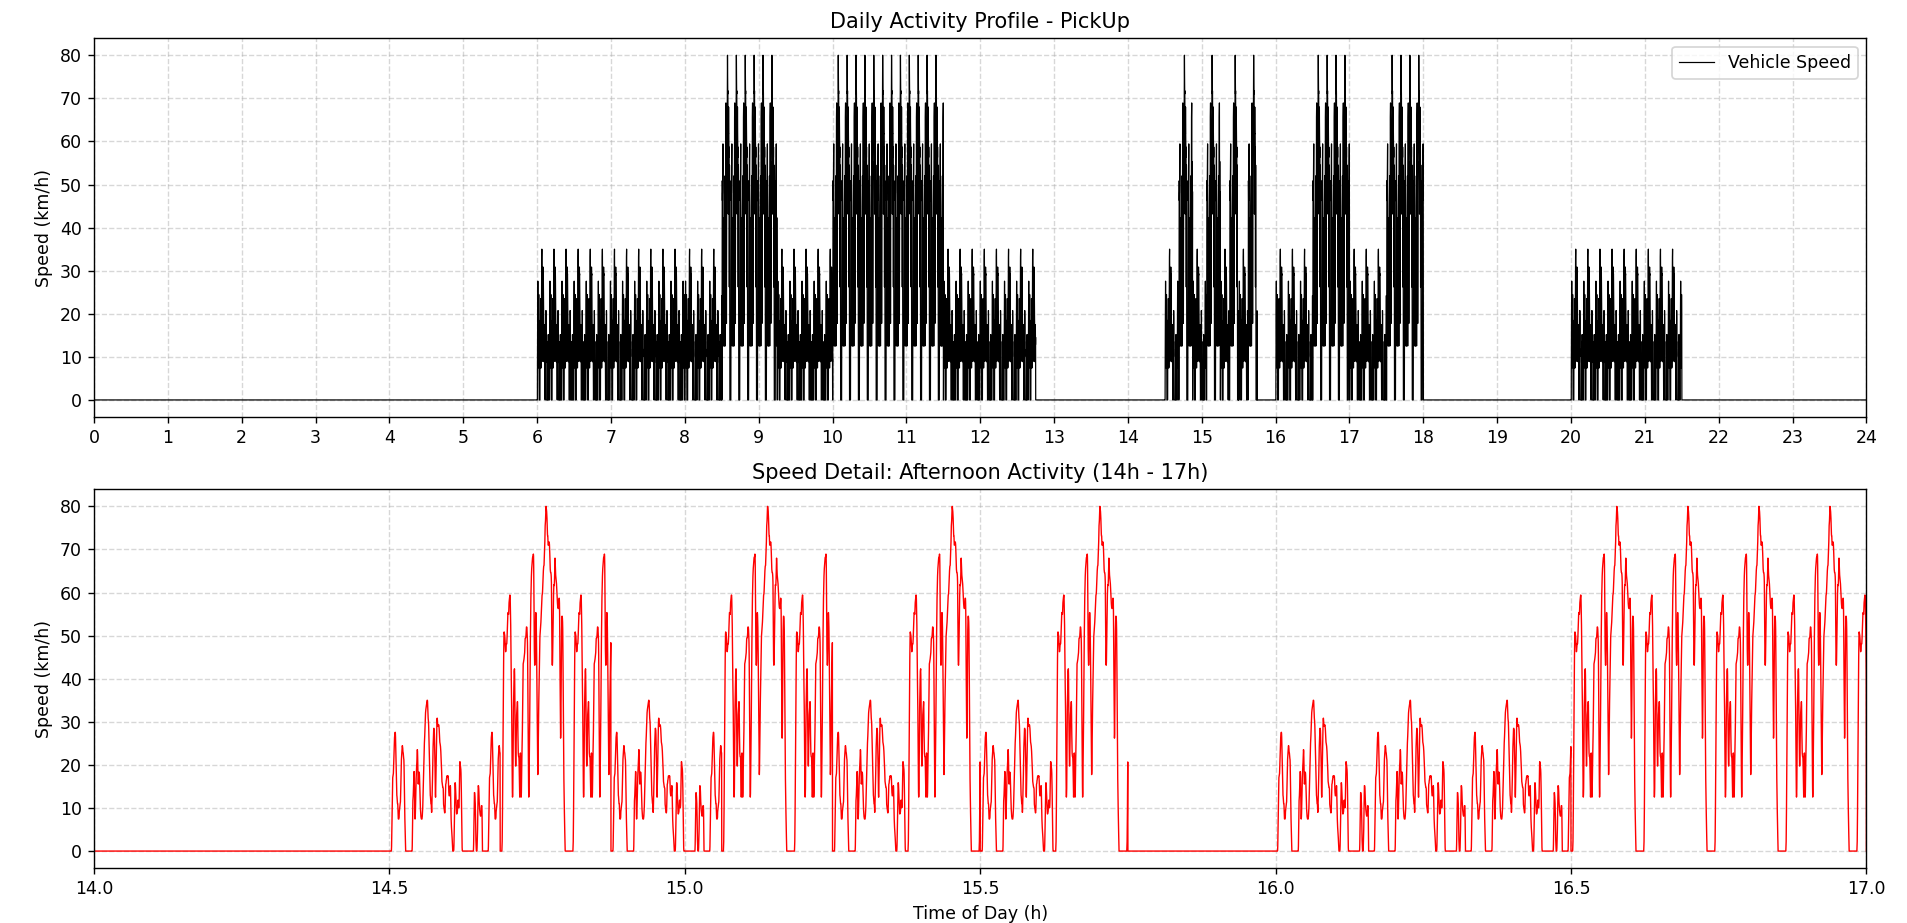 Daily Activity Profile - PickUp
Speed (km/h)
80
70
60
50
40
30
20
10
0
Vehicle Speed
0 1 2 3 4 5 6 7 8 9 10 11 12 13 14 15 16 17 18 19 20 21 22 23 24
Speed Detail: Afternoon Activity (14h - 17h)
Speed (km/h)
80
70
60
50
40
30
20
10
0
14.0 14.5 15.0 15.5 16.0 16.5 17.0
Time of Day (h)